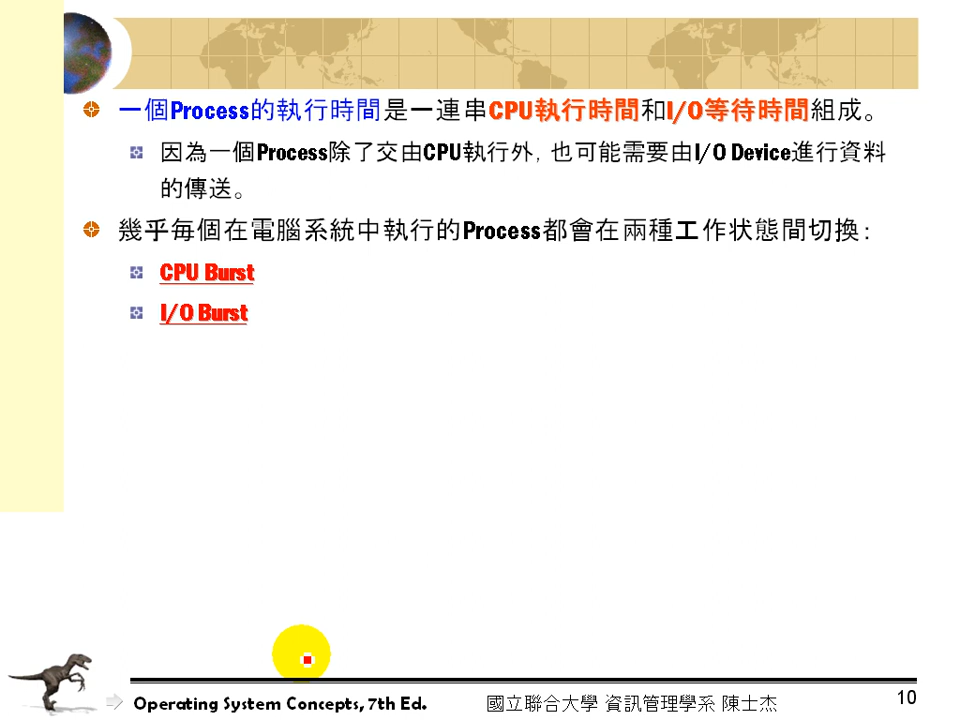 一個Process的執行時間是一連串CPU執行時間和I/O等待時間組成。
因為一個Process除了交由CPU執行外, 也可能需要由I/O Device進行資料
的傳送。
幾乎每個在電腦系統中執行的Process都會在兩種工作狀態間切換:
CPU Burst
I/O Burst
Operating System Concepts, 7th Ed.
國立聯合大學 資訊管理學系 陳士杰
10